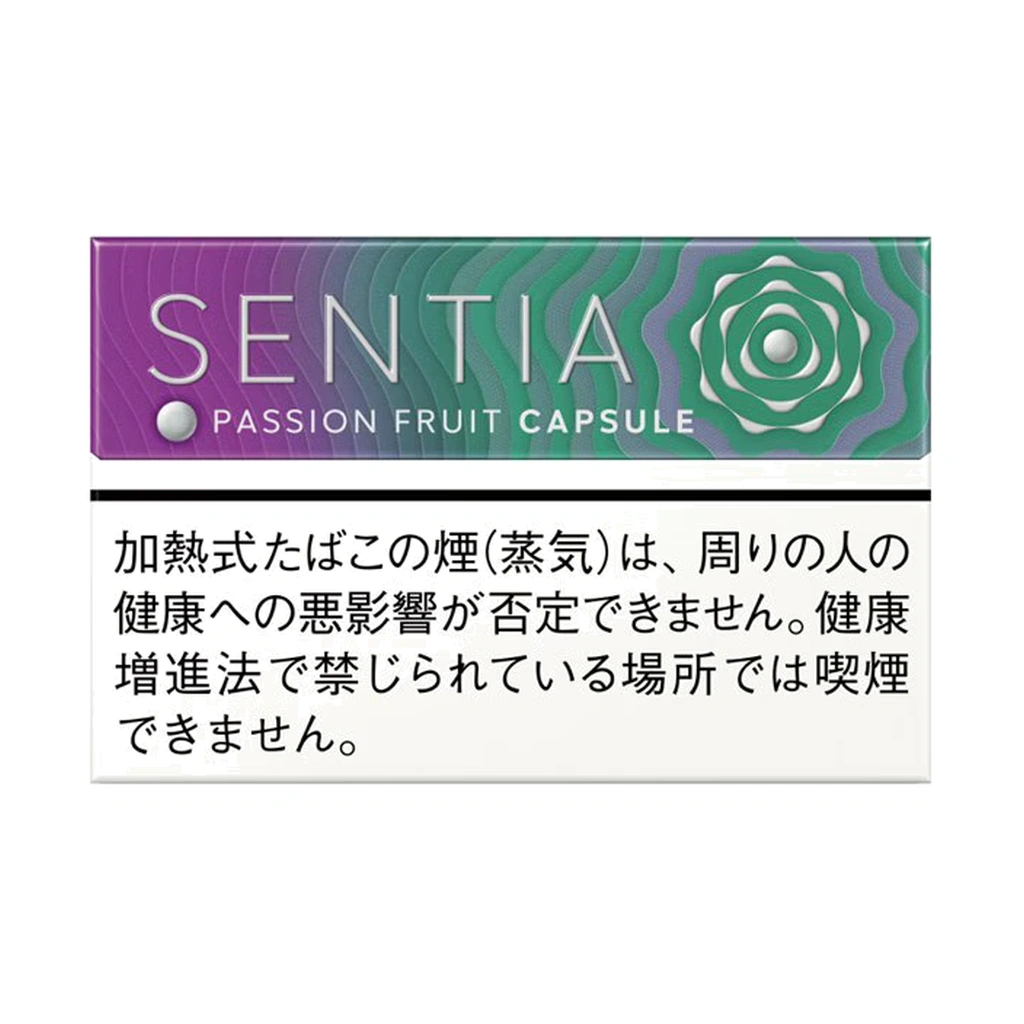 SENTIA
PASSION FRUIT CAPSULE
加熱式たばこの煙(蒸気)は、周りの人の
健康への悪影響が否定できません。健康
増進法で禁じられている場所では喫煙
できません。